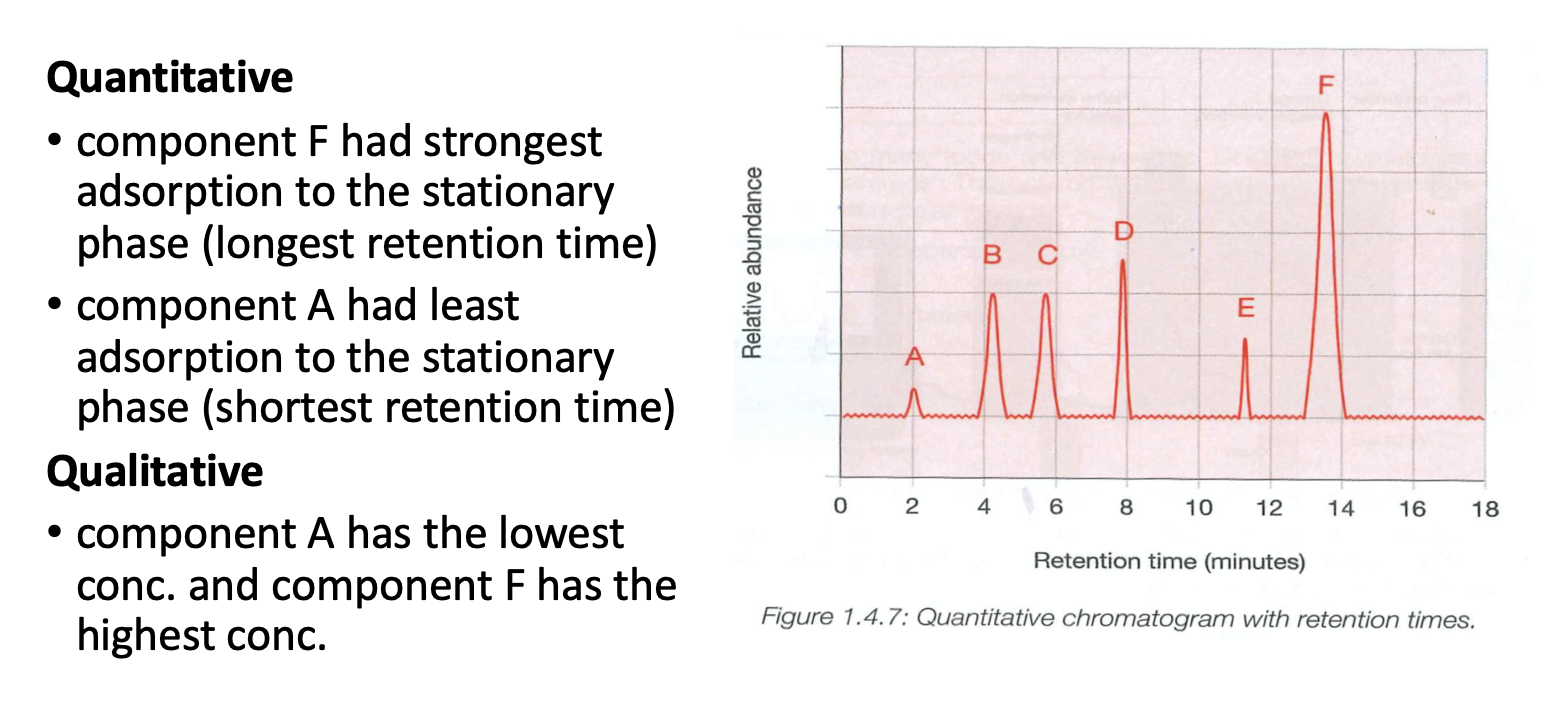 Quantitative
• component F had strongest
adsorption to the stationary
phase (longest retention time)
• component A had least
adsorption to the stationary
phase (shortest retention time)
Qualitative
• component A has the lowest
conc. and component F has the
highest conc.
Relative abundance
A
B
C
D
E
F
0 2 4 6 8 10 12 14 16 18
Retention time (minutes)
Figure 1.4.7: Quantitative chromatogram with retention times.